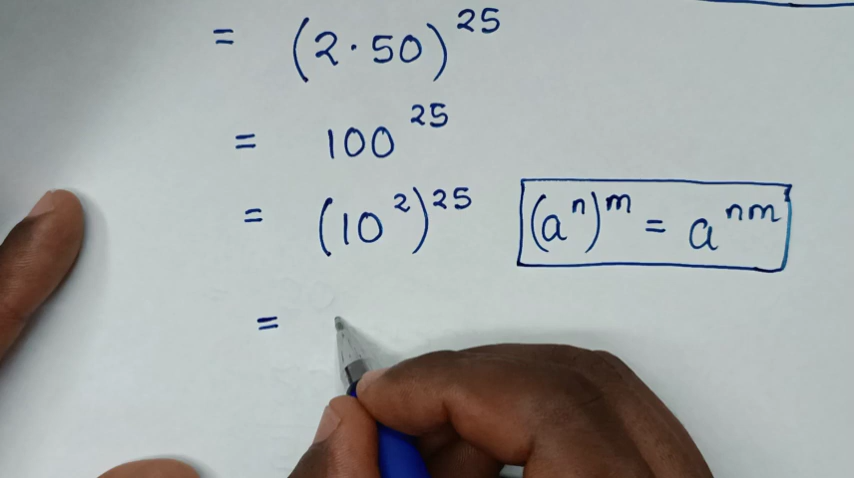 = (2·50)^25
= 100^25
= (10^2)^25 (a^n)^m = a^nm
=